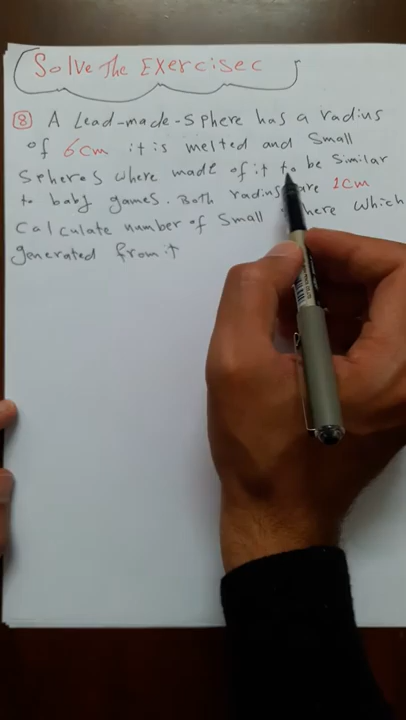 Solve The Exercisec
8 A Lead-made-sphere has a radius
of 6cm it is melted and small
spheres where made of it to be similar
to baby games. Both radius are 1cm
Calculate number of small here which
generated from it